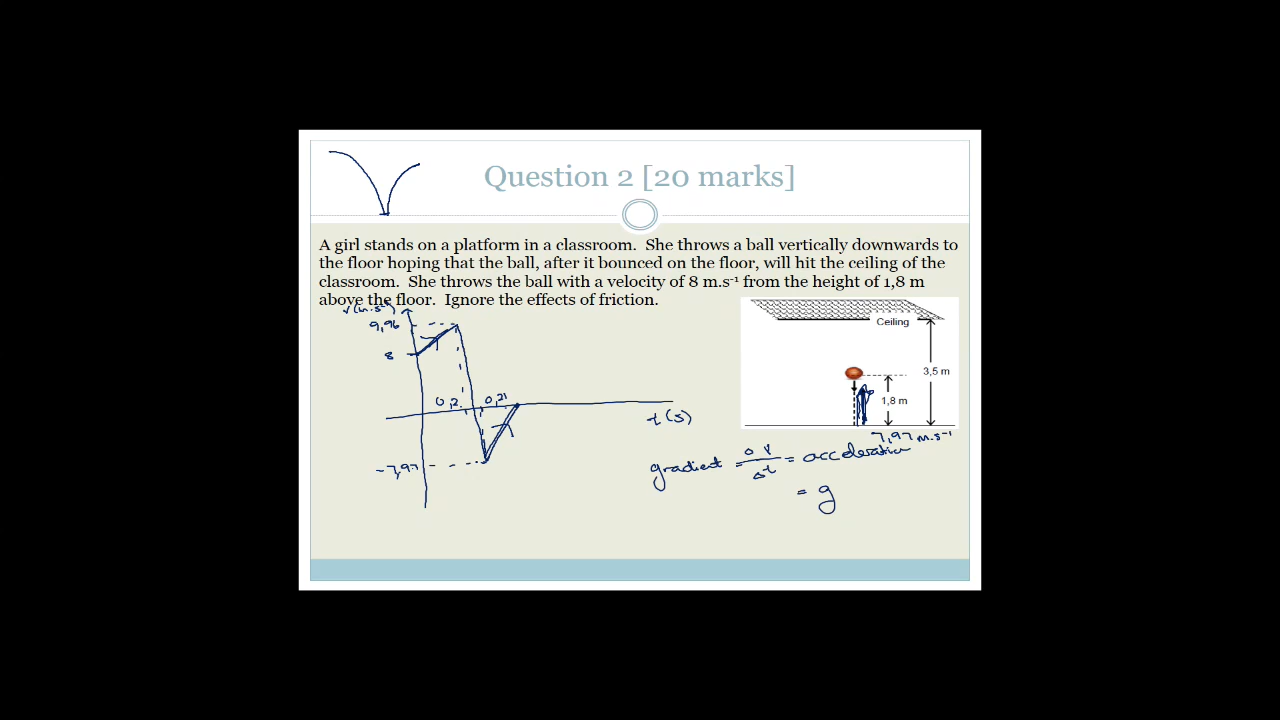 Question 2 [20 marks]
A girl stands on a platform in a classroom. She throws a ball vertically downwards to
the floor hoping that the ball, after it bounced on the floor, will hit the ceiling of the
classroom. She throws the ball with a velocity of 8 m.s⁻¹ from the height of 1,8 m
above the floor. Ignore the effects of friction.
v(m.s⁻¹)
9,96
8
0,2
0,21
-7,97
t(s)
Ceiling
3,5 m
1,8 m
7,97 m.s⁻¹
gradient = Δv/Δt = acceleration
= g